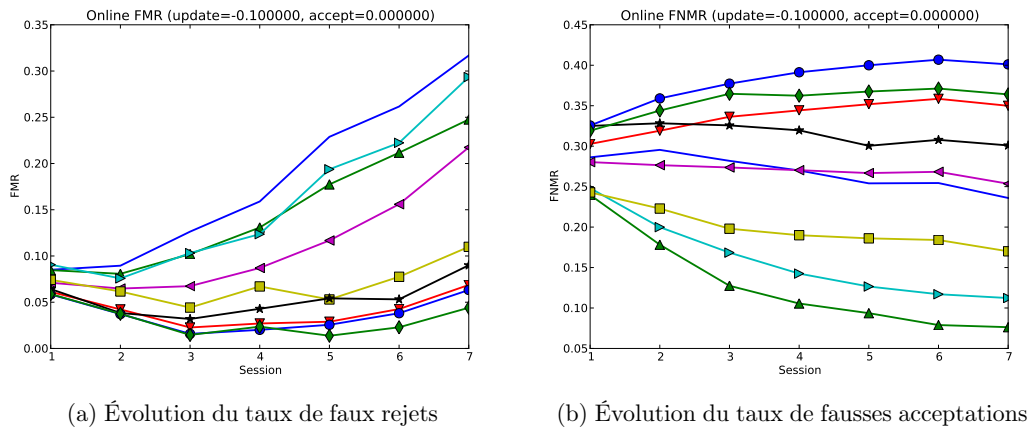 Online FMR (update=-0.100000, accept=0.000000)
0.35
0.30
0.25
0.20
0.15
0.10
0.05
0.00
FMR
1 2 3 4 5 6 7
Session
(a) Évolution du taux de faux rejets
Online FNMR (update=-0.100000, accept=0.000000)
0.45
0.40
0.35
0.30
0.25
0.20
0.15
0.10
0.05
FNMR
1 2 3 4 5 6 7
Session
(b) Évolution du taux de fausses acceptations